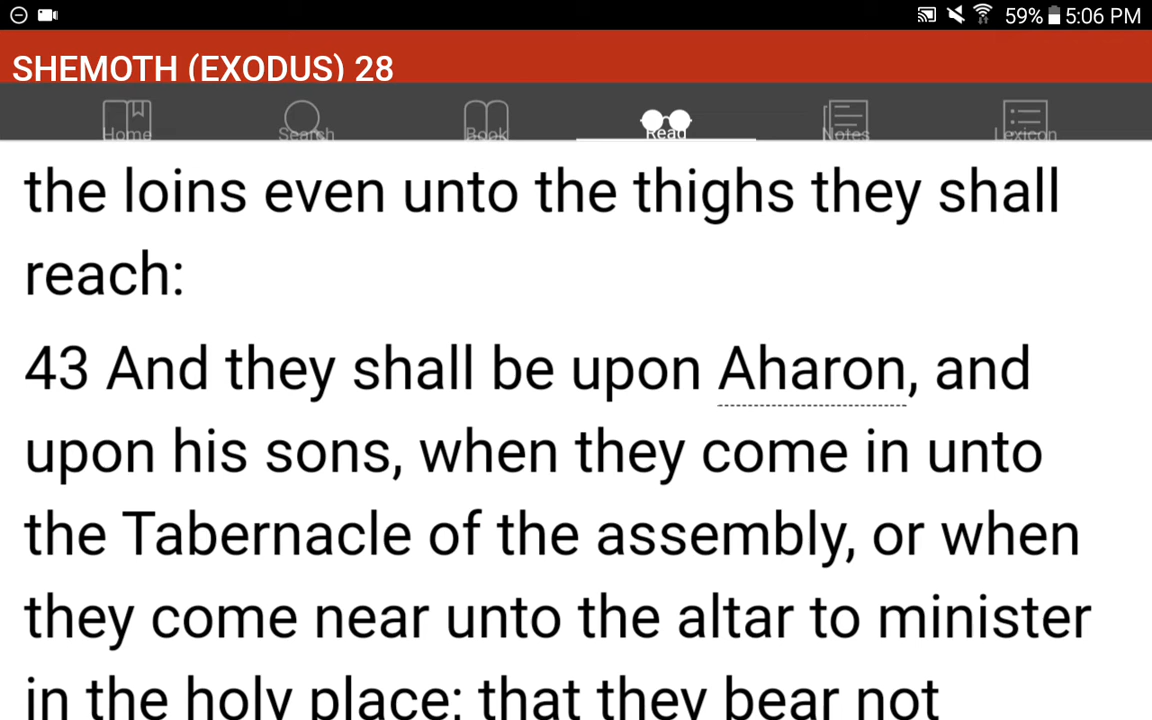 59% 5:06 PM
SHEMOTH (EXODUS) 28
Home Search Book Read Notes Lexicon
the loins even unto the thighs they shall
reach:
43 And they shall be upon Aharon, and
upon his sons, when they come in unto
the Tabernacle of the assembly, or when
they come near unto the altar to minister
in the holy place; that they bear not